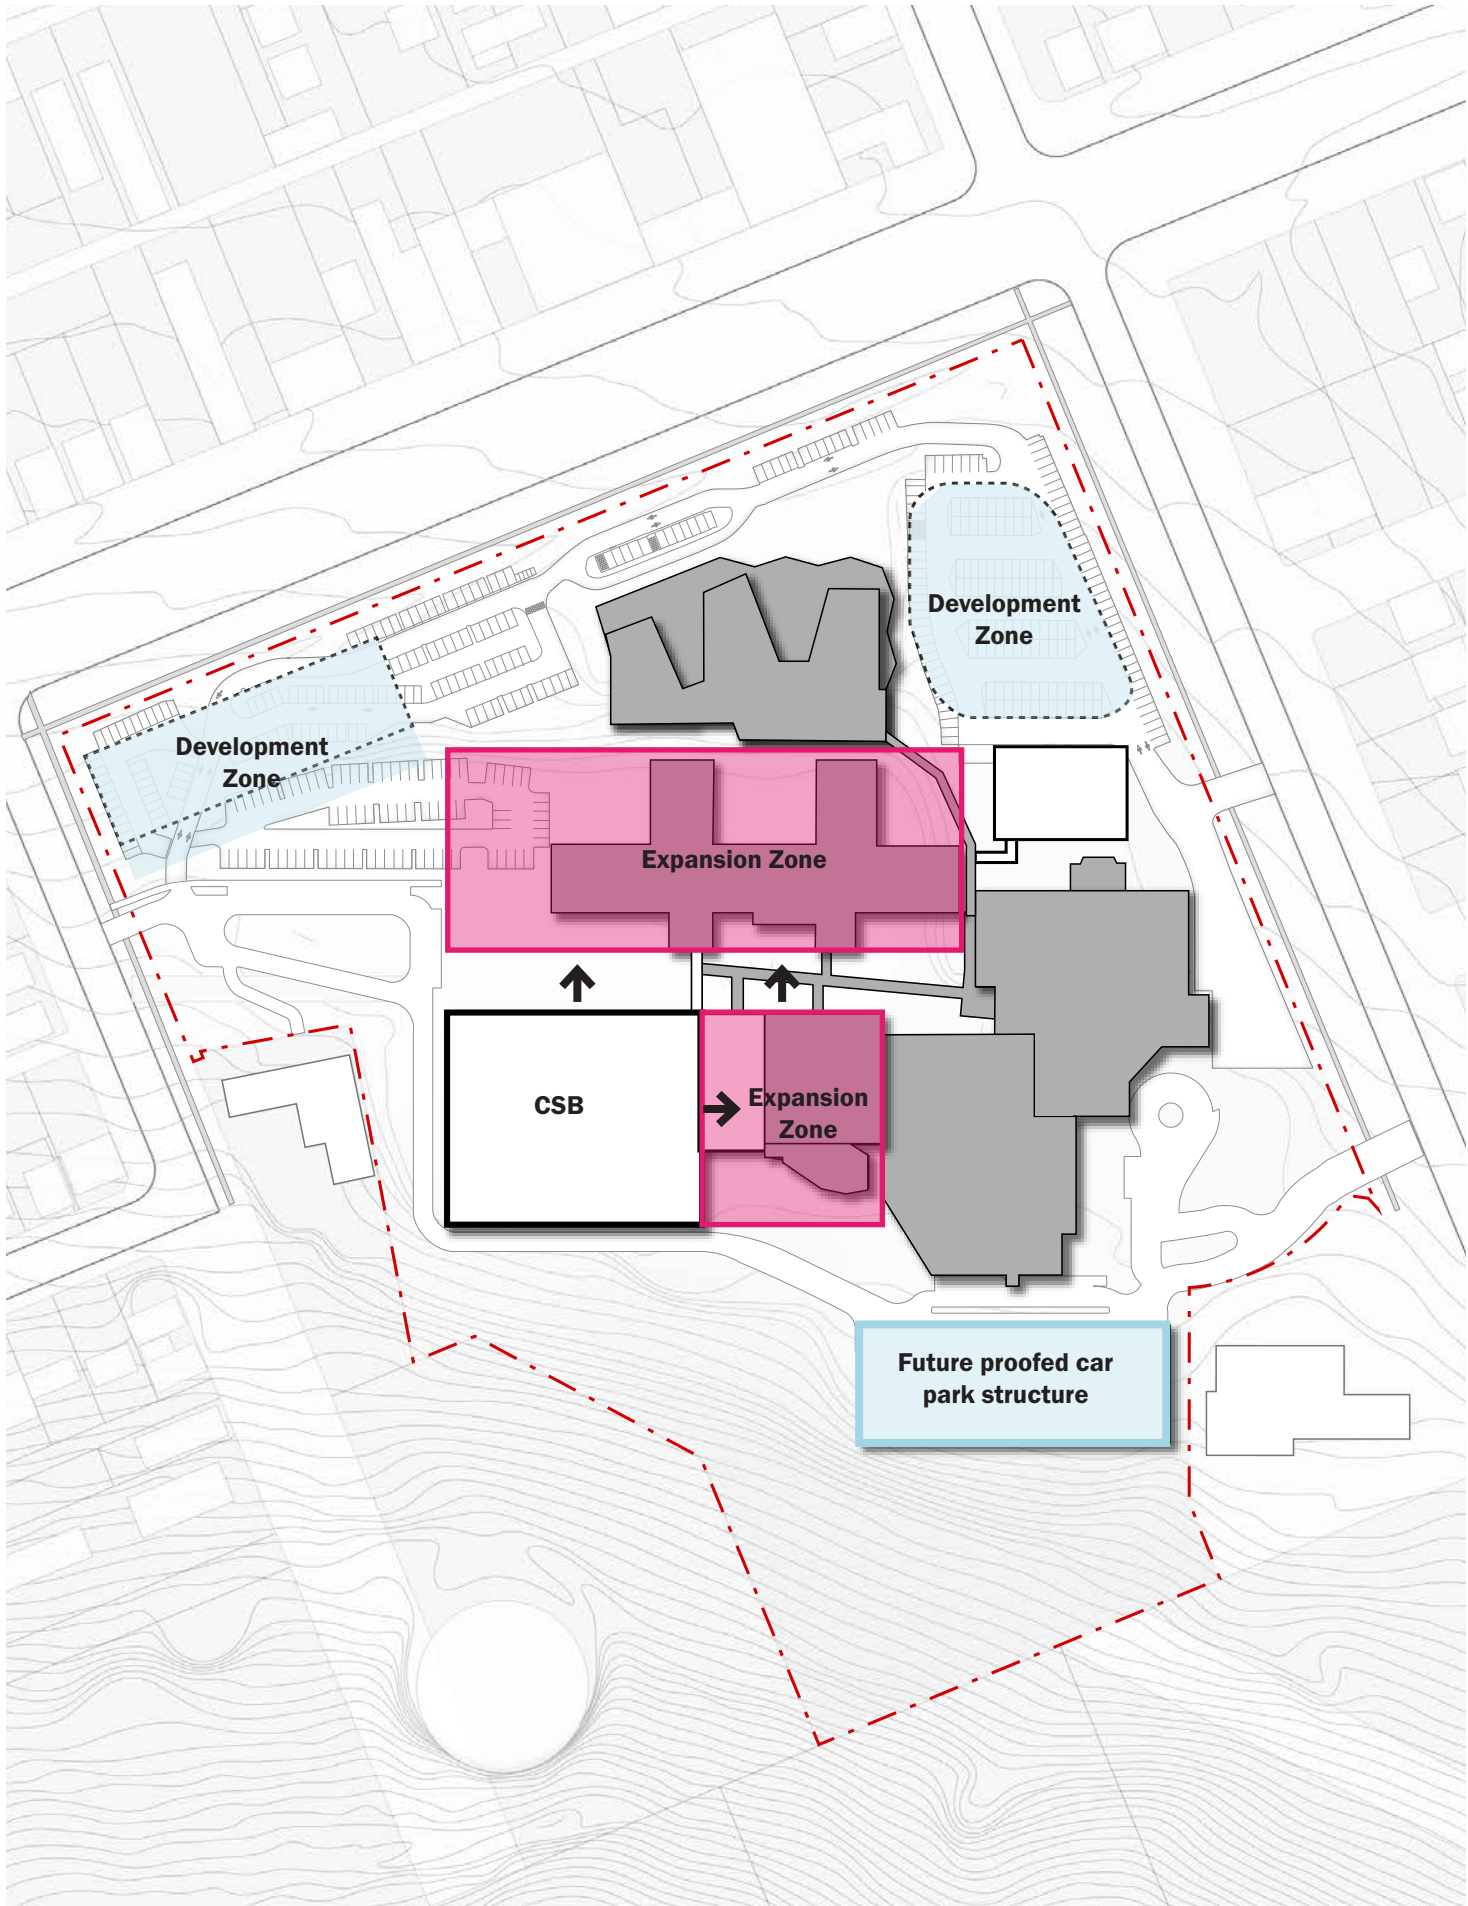 Development
Zone
Development
Zone
Expansion Zone
CSB
Expansion
Zone
Future proofed car
park structure